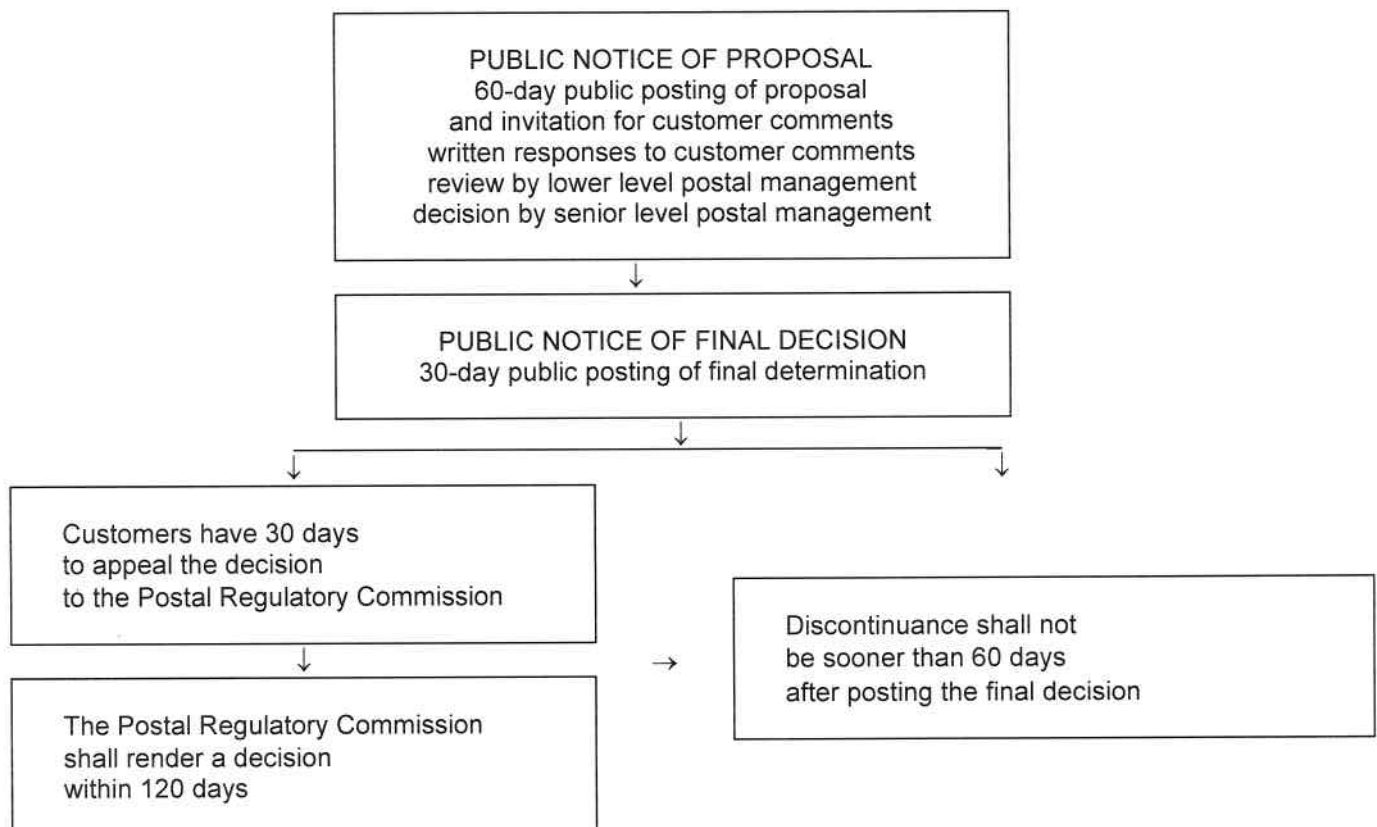 PUBLIC NOTICE OF PROPOSAL
60-day public posting of proposal
and invitation for customer comments
written responses to customer comments
review by lower level postal management
decision by senior level postal management
PUBLIC NOTICE OF FINAL DECISION
30-day public posting of final determination
Customers have 30 days
to appeal the decision
to the Postal Regulatory Commission
The Postal Regulatory Commission
shall render a decision
within 120 days
Discontinuance shall not
be sooner than 60 days
after posting the final decision